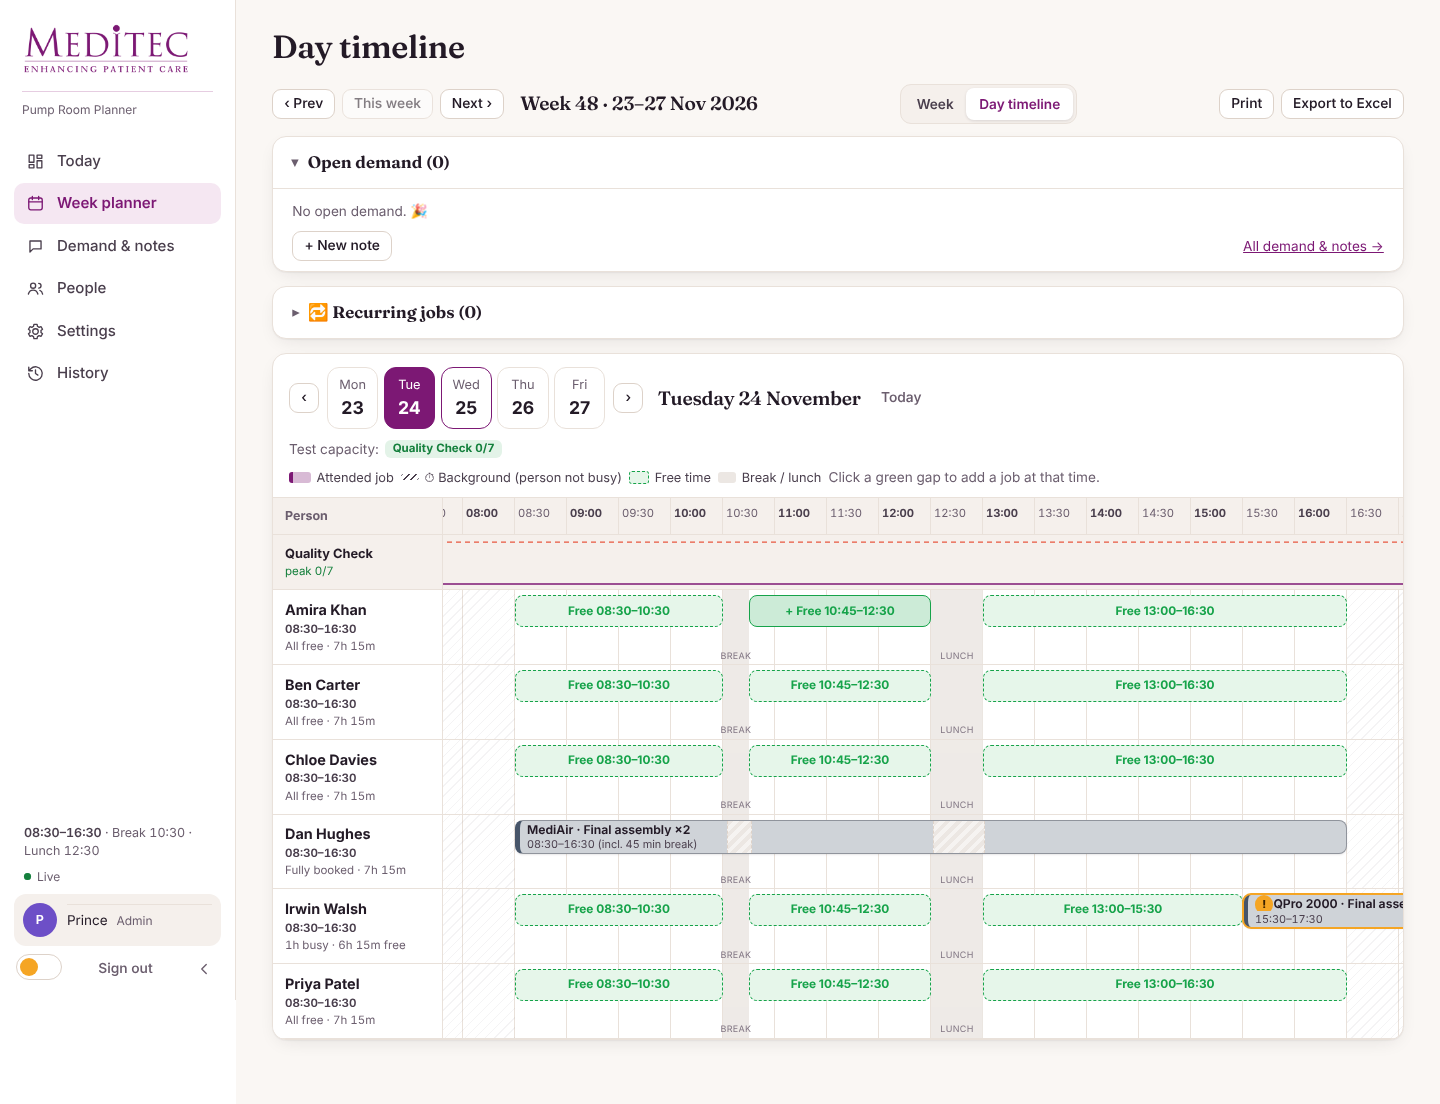 MEDiTEC
ENHANCING PATIENT CARE
Pump Room Planner
Today
Week planner
Demand & notes
People
Settings
History
08:30–16:30 · Break 10:30 ·
Lunch 12:30
Live
P Prince Admin
Sign out
Day timeline
‹ Prev This week Next › Week 48 · 23–27 Nov 2026 Week Day timeline Print Export to Excel
▾ Open demand (0)
No open demand. 🎉
+ New note All demand & notes →
▸ 🔁 Recurring jobs (0)
Mon Tue Wed Thu Fri
‹ 23 24 25 26 27 › Tuesday 24 November Today
Test capacity: Quality Check 0/7
Attended job ⏱ Background (person not busy) Free time Break / lunch Click a green gap to add a job at that time.
Person 08:00 08:30 09:00 09:30 10:00 10:30 11:00 11:30 12:00 12:30 13:00 13:30 14:00 14:30 15:00 15:30 16:00 16:30
Quality Check
peak 0/7
Amira Khan Free 08:30–10:30 + Free 10:45–12:30 Free 13:00–16:30
08:30–16:30
All free · 7h 15m BREAK LUNCH
Ben Carter Free 08:30–10:30 Free 10:45–12:30 Free 13:00–16:30
08:30–16:30
All free · 7h 15m BREAK LUNCH
Chloe Davies Free 08:30–10:30 Free 10:45–12:30 Free 13:00–16:30
08:30–16:30
All free · 7h 15m BREAK LUNCH
Dan Hughes MediAir · Final assembly ×2
08:30–16:30 08:30–16:30 (incl. 45 min break)
Fully booked · 7h 15m BREAK LUNCH
Irwin Walsh Free 08:30–10:30 Free 10:45–12:30 Free 13:00–15:30 ! QPro 2000 · Final asse
08:30–16:30 15:30–17:30
1h busy · 6h 15m free BREAK LUNCH
Priya Patel Free 08:30–10:30 Free 10:45–12:30 Free 13:00–16:30
08:30–16:30
All free · 7h 15m BREAK LUNCH